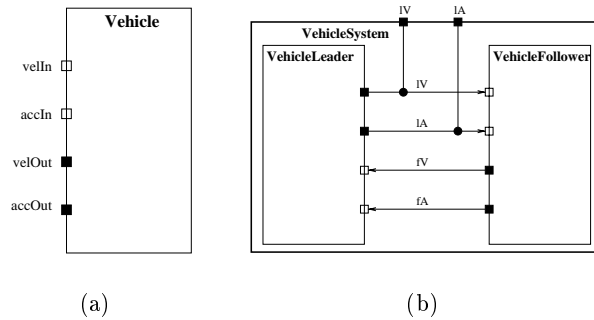 Vehicle
velIn
accIn
velOut
accOut
(a)
lV lA
VehicleSystem
VehicleLeader VehicleFollower
lV
lA
fV
fA
(b)